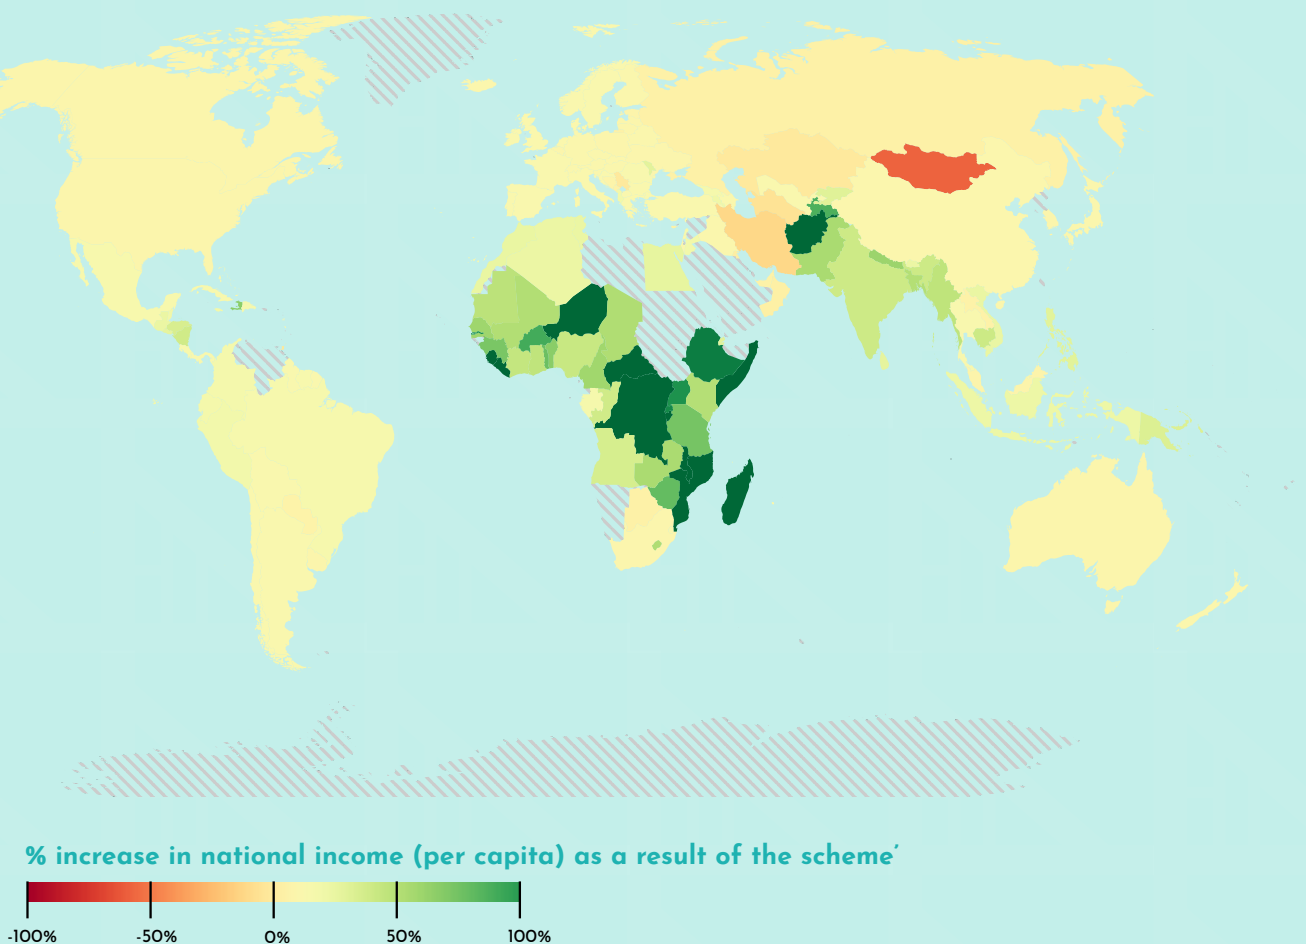 % increase in national income (per capita) as a result of the scheme’
-100% -50% 0% 50% 100%